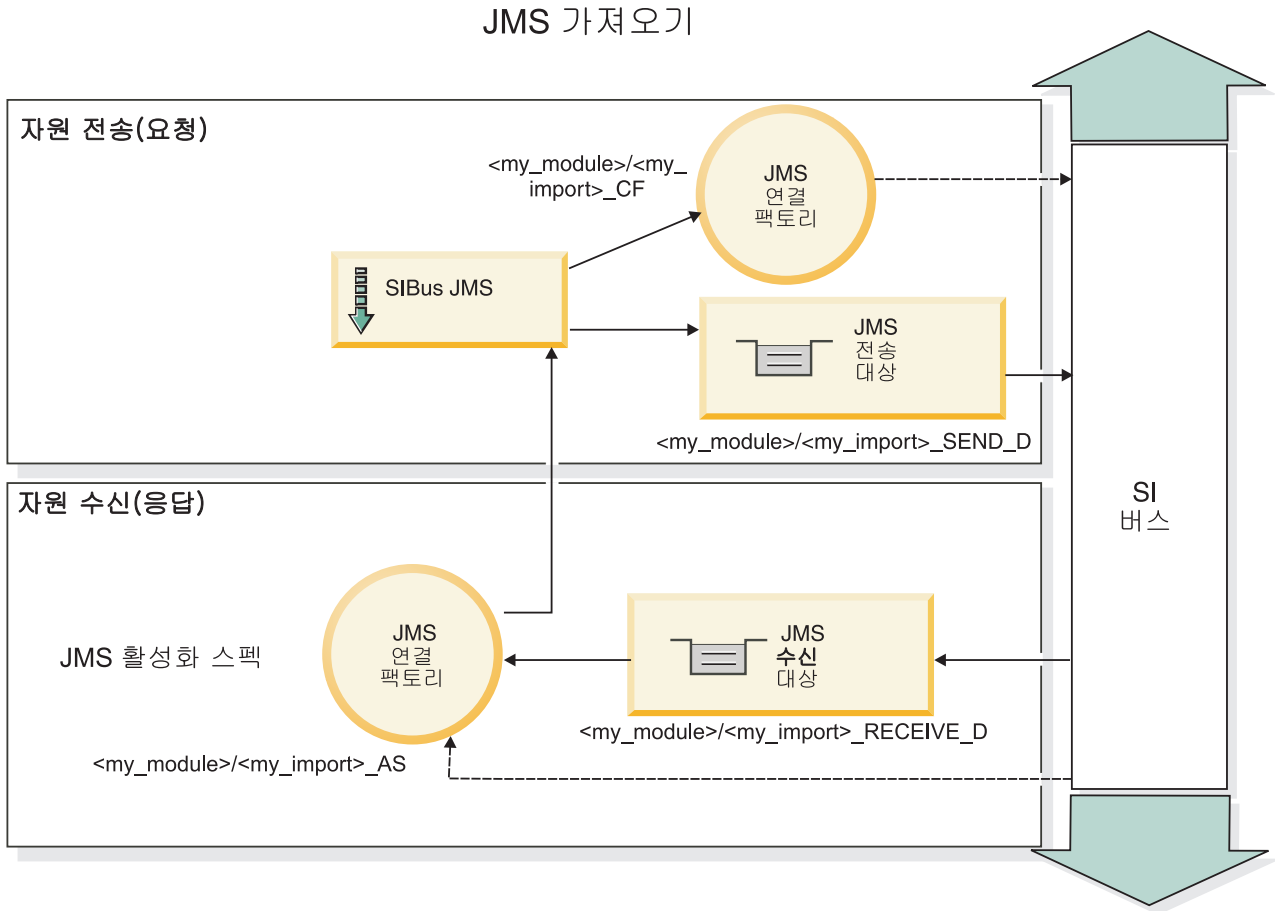 JMS 가져오기
자원 전송(요청)
<my_module>/<my_
import>_CF
JMS
연결
팩토리
SIBus JMS
JMS
전송
대상
<my_module>/<my_import>_SEND_D
SI
버스
자원 수신(응답)
JMS 활성화 스펙
JMS
연결
팩토리
JMS
수신
대상
<my_module>/<my_import>_RECEIVE_D
<my_module>/<my_import>_AS